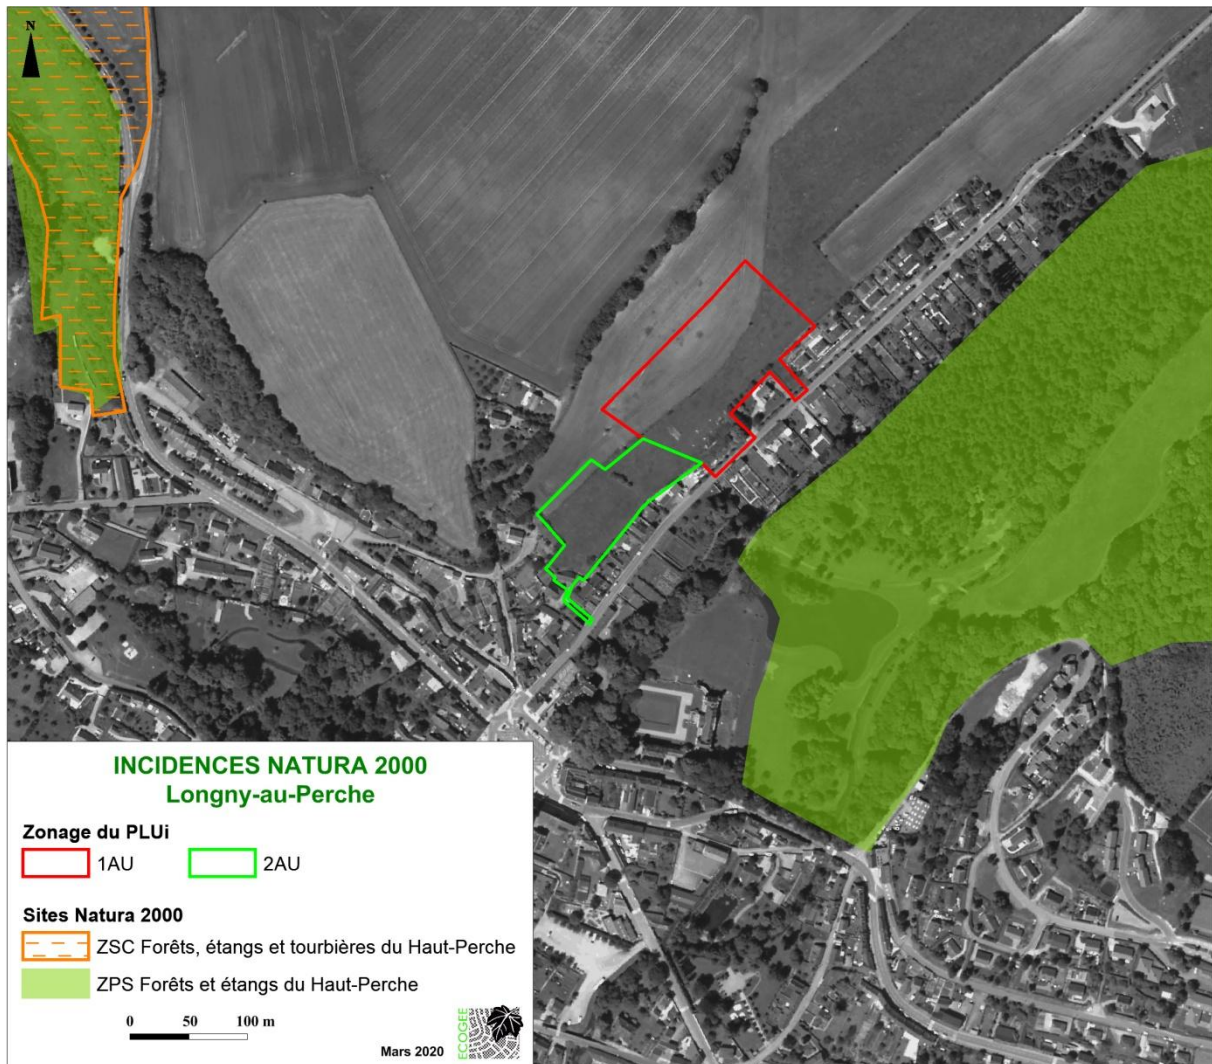 N
INCIDENCES NATURA 2000
Longny-au-Perche
Zonage du PLUi
1AU 2AU
Sites Natura 2000
ZSC Forêts, étangs et tourbières du Haut-Perche
ZPS Forêts et étangs du Haut-Perche
0 50 100 m
Mars 2020
ECOGEE